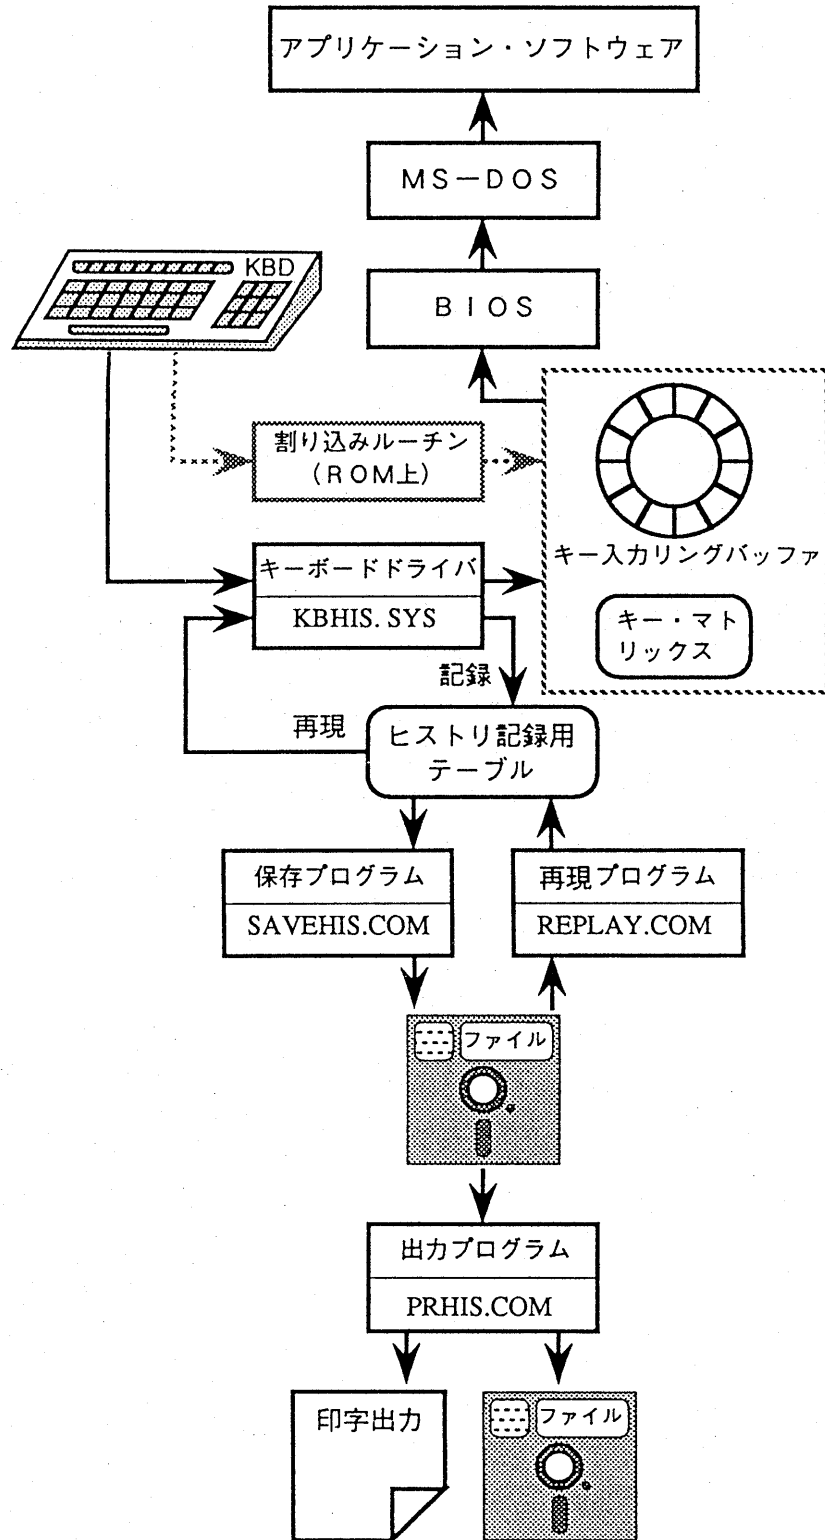 アプリケーション・ソフトウェア
MS－DOS
KBD
BIOS
割り込みルーチン
(ROM上)
キー入力リングバッファ
キーボードドライバ
KBHIS.SYS
キー・マト
リックス
記録
再現
ヒストリ記録用
テーブル
保存プログラム
SAVEHIS.COM
再現プログラム
REPLAY.COM
ファイル
出力プログラム
PRHIS.COM
印字出力
ファイル